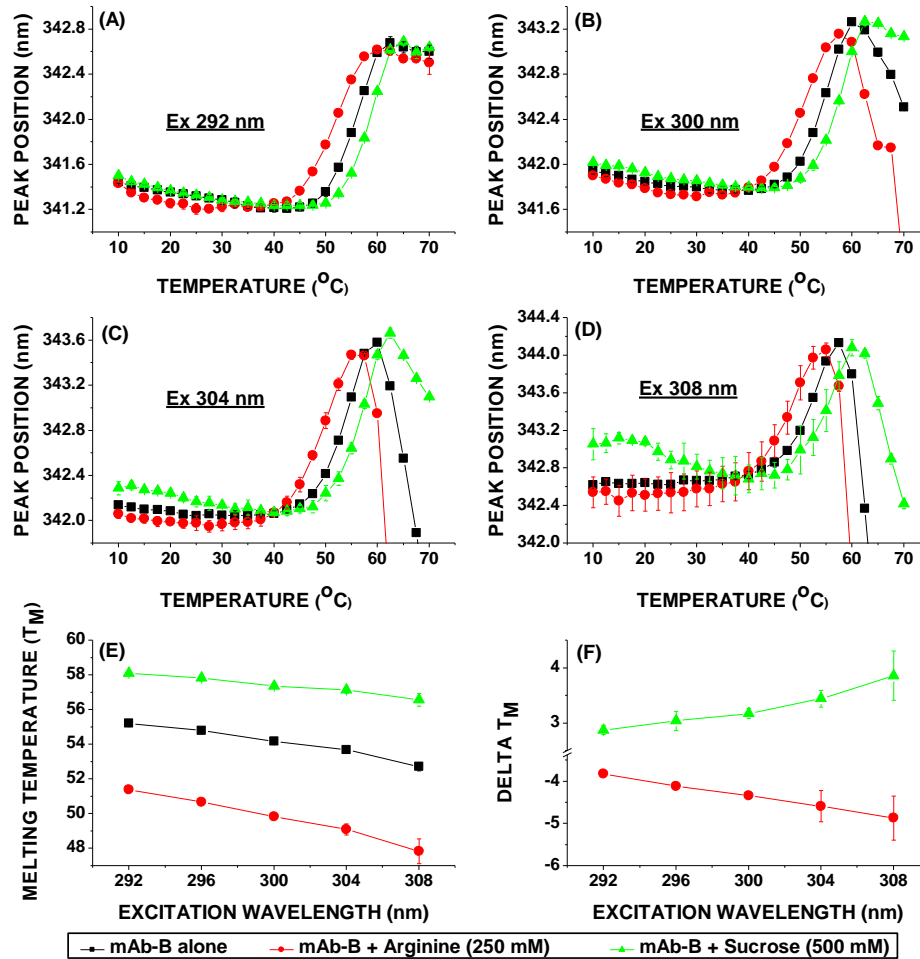 (A)
PEAK POSITION (nm)
342.8
342.4
342.0
341.6
341.2
Ex 292 nm
10 20 30 40 50 60 70
TEMPERATURE (OC)
(B)
PEAK POSITION (nm)
343.2
342.8
342.4
342.0
341.6
Ex 300 nm
10 20 30 40 50 60 70
TEMPERATURE (OC)
(C)
PEAK POSITION (nm)
343.6
343.2
342.8
342.4
342.0
Ex 304 nm
10 20 30 40 50 60 70
TEMPERATURE (OC)
(D)
PEAK POSITION (nm)
344.4
344.0
343.6
343.2
342.8
342.4
342.0
Ex 308 nm
10 20 30 40 50 60 70
TEMPERATURE (OC)
(E)
MELTING TEMPERATURE (TM)
60
58
56
54
52
50
48
292 296 300 304 308
EXCITATION WAVELENGTH (nm)
(F)
DELTA TM
4
3
-4
-5
-6
292 296 300 304 308
EXCITATION WAVELENGTH (nm)
mAb-B alone
mAb-B + Arginine (250 mM)
mAb-B + Sucrose (500 mM)